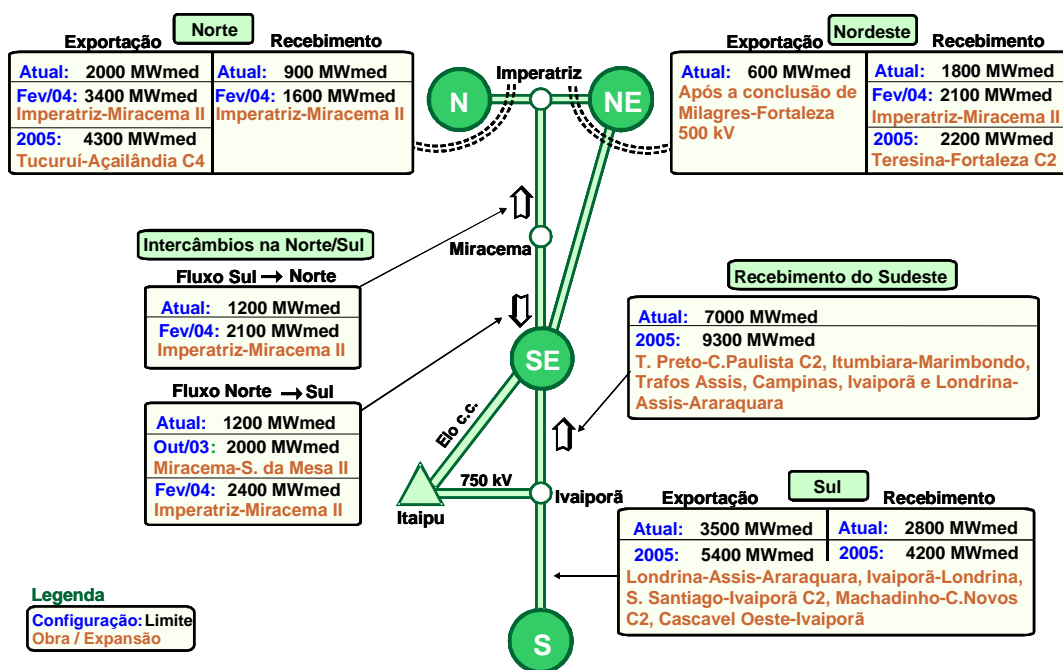 Norte
Exportação
Recebimento
Atual: 2000 MWmed
Fev/04: 3400 MWmed
Imperatriz-Miracema II
2005: 4300 MWmed
Tucuruí-Açailândia C4
Atual: 900 MWmed
Fev/04: 1600 MWmed
Imperatriz-Miracema II
Imperatriz
N
NE
Nordeste
Exportação
Recebimento
Atual: 600 MWmed
Após a conclusão de
Milagres-Fortaleza
500 kV
Atual: 1800 MWmed
Fev/04: 2100 MWmed
Imperatriz-Miracema II
2005: 2200 MWmed
Teresina-Fortaleza C2
Intercâmbios na Norte/Sul
Fluxo Sul → Norte
Atual: 1200 MWmed
Fev/04: 2100 MWmed
Imperatriz-Miracema II
Fluxo Norte → Sul
Atual: 1200 MWmed
Out/03: 2000 MWmed
Miracema-S. da Mesa II
Fev/04: 2400 MWmed
Imperatriz-Miracema II
Miracema
SE
Elo c.c.
750 kV
Itaipu
Ivaiporã
S
Recebimento do Sudeste
Atual: 7000 MWmed
2005: 9300 MWmed
T. Preto-C.Paulista C2, Itumbiara-Marimbondo,
Trafos Assis, Campinas, Ivaiporã e Londrina-
Assis-Araraquara
Sul
Exportação
Recebimento
Atual: 3500 MWmed
2005: 5400 MWmed
Atual: 2800 MWmed
2005: 4200 MWmed
Londrina-Assis-Araraquara, Ivaiporã-Londrina,
S. Santiago-Ivaiporã C2, Machadinho-C.Novos
C2, Cascavel Oeste-Ivaiporã
Legenda
Configuração: Limite
Obra / Expansão